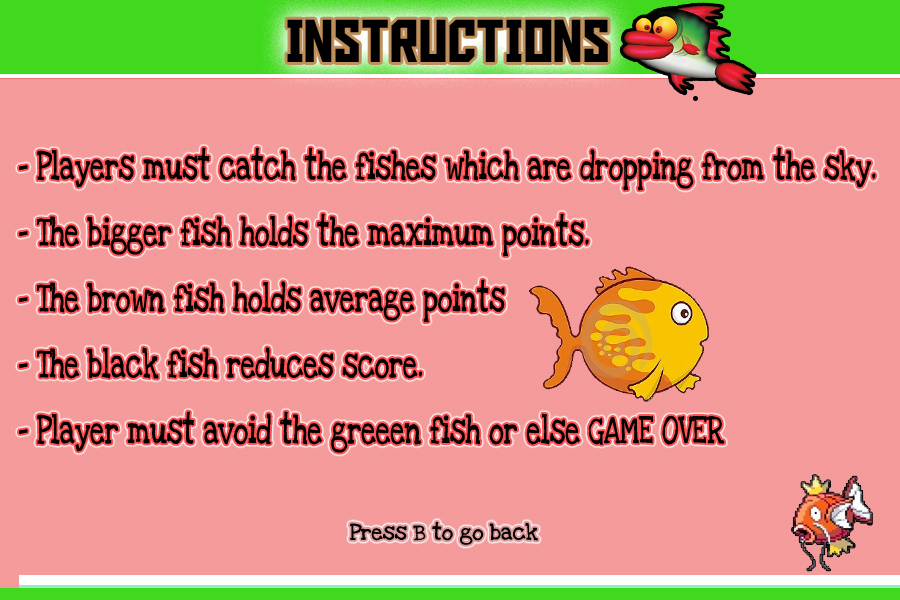 INSTRUCTIONS
- Players must catch the fishes which are dropping from the sky.
- The bigger fish holds the maximum points.
- The brown fish holds average points
- The black fish reduces score.
- Player must avoid the greeen fish or else GAME OVER
Press B to go back